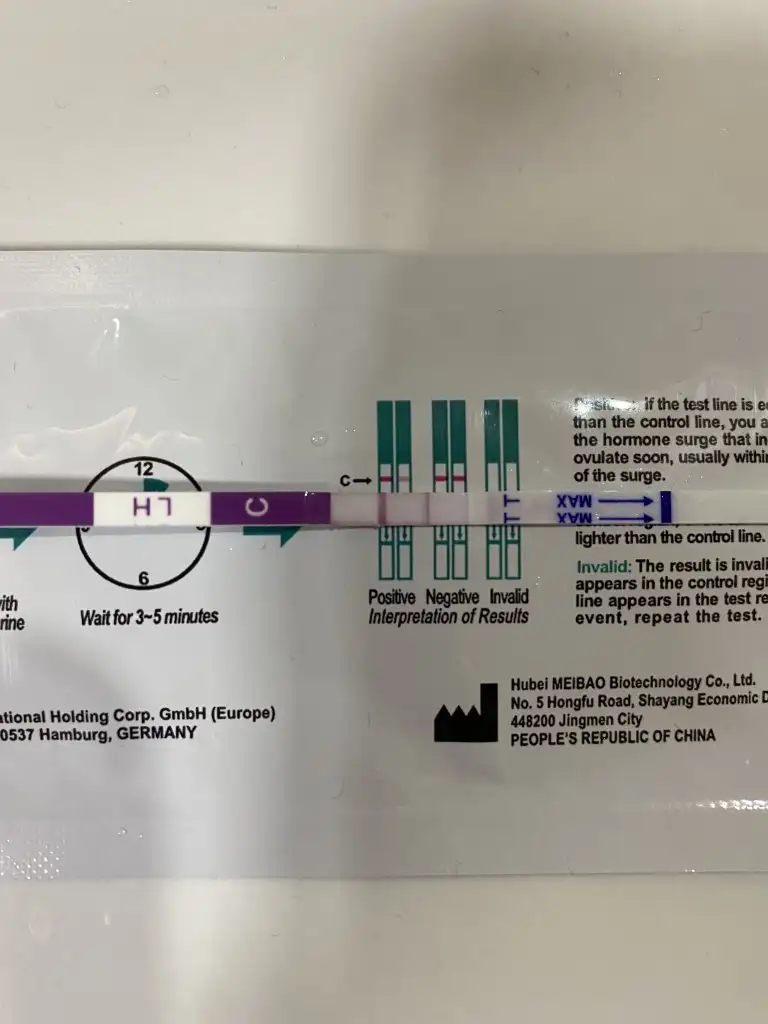 Positive: if the test line is e
than the control line, you a
the hormone surge that in
ovulate soon, usually withi
of the surge.
12
C→
LH C
T
T
MAX
MAX
lighter than the control line.
6
Invalid: The result is invali
appears in the control regi
line appears in the test re
event, repeat the test.
with
rine
Wait for 3~5 minutes
Positive Negative Invalid
Interpretation of Results
Hubei MEIBAO Biotechnology Co., Ltd.
No. 5 Hongfu Road, Shayang Economic D
448200 Jingmen City
PEOPLE'S REPUBLIC OF CHINA
ational Holding Corp. GmbH (Europe)
0537 Hamburg, GERMANY